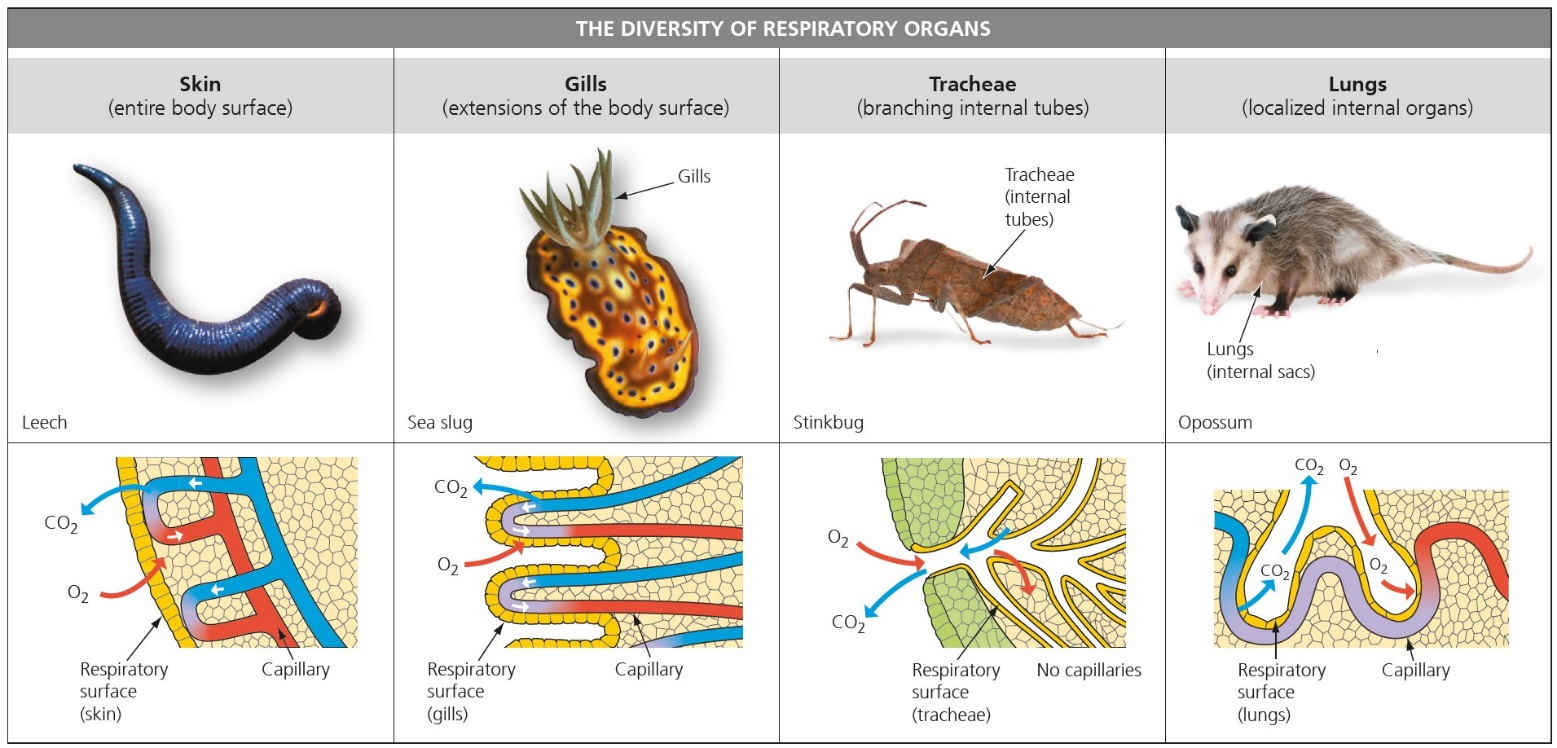 THE DIVERSITY OF RESPIRATORY ORGANS
Skin
(entire body surface)
Gills
(extensions of the body surface)
Tracheae
(branching internal tubes)
Lungs
(localized internal organs)
Leech
Gills
Sea slug
Tracheae
(internal
tubes)
Stinkbug
Lungs
(internal sacs)
Opossum
CO₂
O₂
Respiratory
surface
(skin)
Capillary
CO₂
O₂
Respiratory
surface
(gills)
Capillary
O₂
CO₂
Respiratory
surface
(tracheae)
No capillaries
CO₂ O₂
CO₂
O₂
Respiratory
surface
(lungs)
Capillary